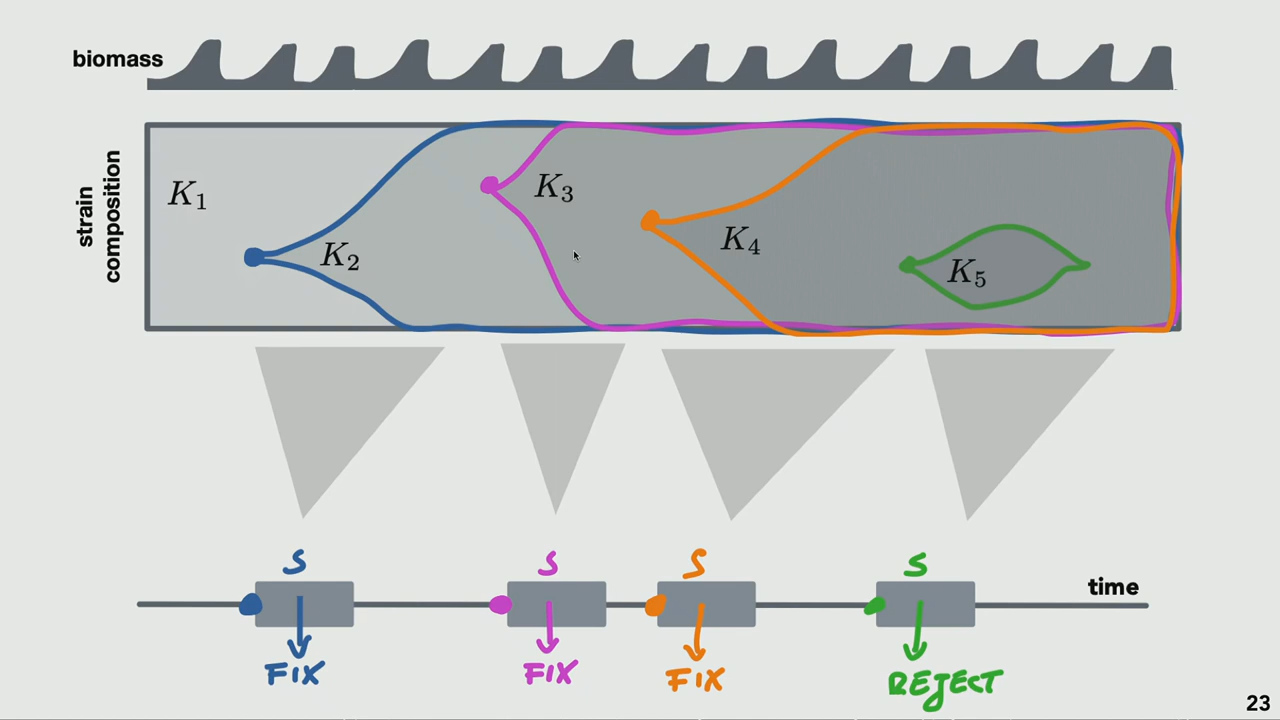 biomass
strain
composition
K1
K2
K3
K4
K5
S S S S
time
FIX FIX FIX REJECT
23